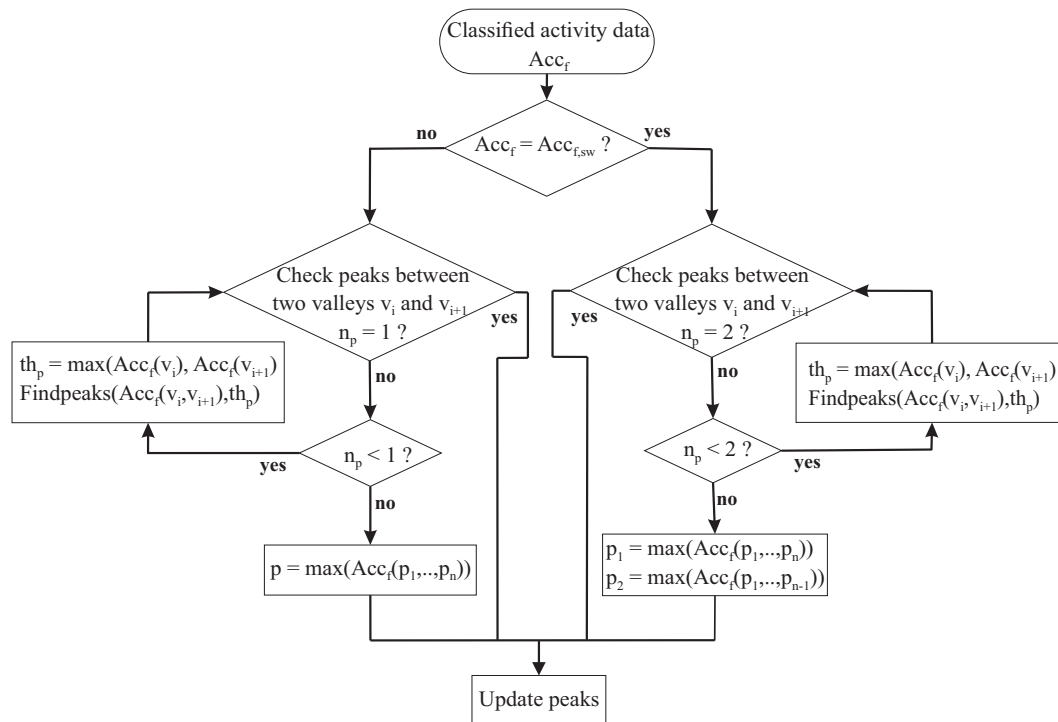 Classified activity data
Acc_f
no
yes
Acc_f = Acc_f,sw ?
Check peaks between
two valleys v_i and v_i+1
n_p = 1 ?
yes
no
th_p = max(Acc_f(v_i), Acc_f(v_i+1)
Findpeaks(Acc_f(v_i,v_i+1),th_p)
n_p < 1 ?
yes
no
p = max(Acc_f(p_1,..,p_n))
Check peaks between
two valleys v_i and v_i+1
n_p = 2 ?
yes
no
th_p = max(Acc_f(v_i), Acc_f(v_i+1)
Findpeaks(Acc_f(v_i,v_i+1),th_p)
n_p < 2 ?
yes
no
p_1 = max(Acc_f(p_1,..,p_n))
p_2 = max(Acc_f(p_1,..,p_n-1))
Update peaks